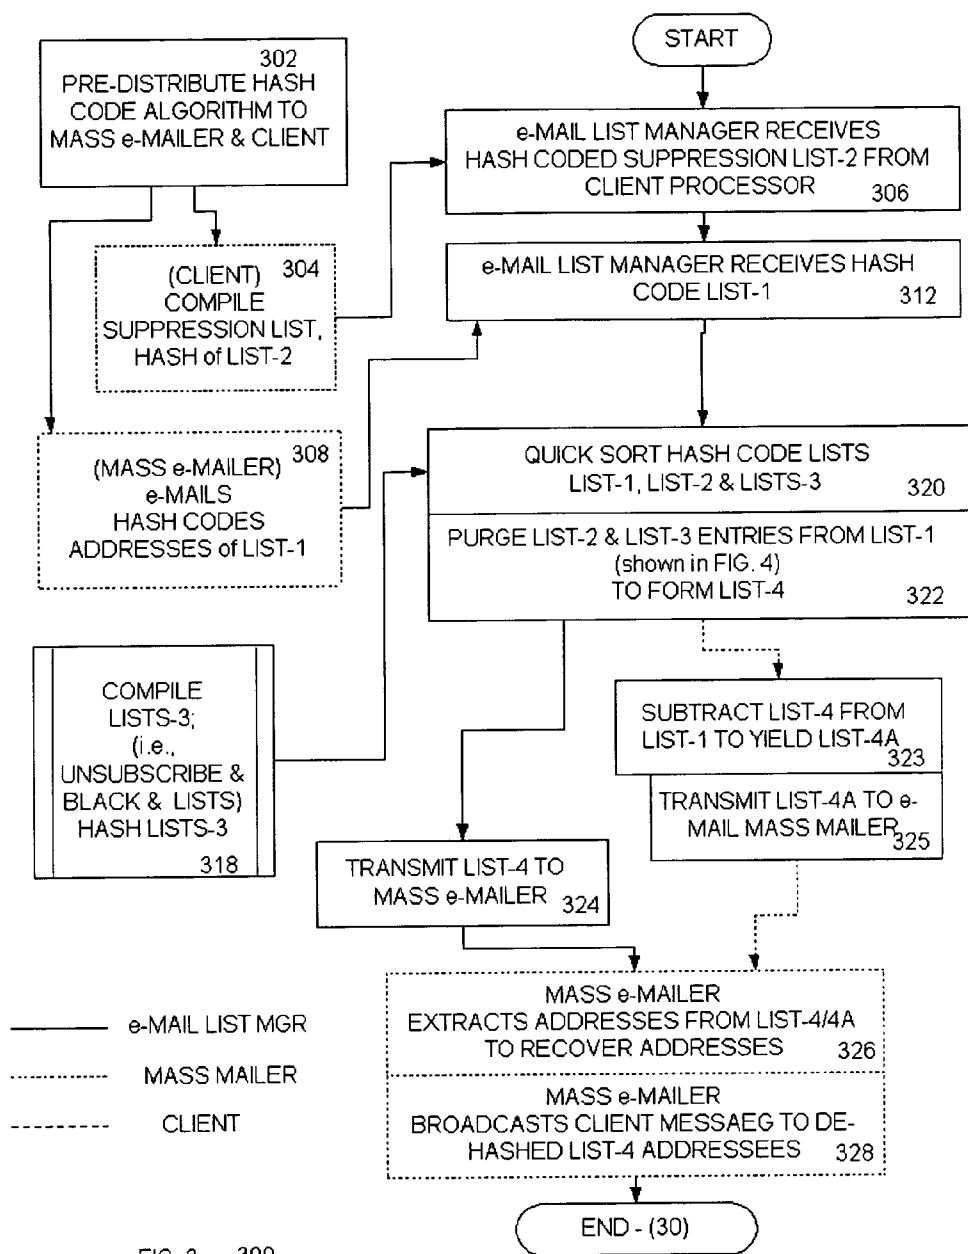 START
302
PRE-DISTRIBUTE HASH
CODE ALGORITHM TO
MASS e-MAILER & CLIENT
e-MAIL LIST MANAGER RECEIVES
HASH CODED SUPPRESSION LIST-2 FROM
CLIENT PROCESSOR
306
304
(CLIENT)
COMPILE
SUPPRESSION LIST,
HASH of LIST-2
e-MAIL LIST MANAGER RECEIVES HASH
CODE LIST-1
312
308
(MASS e-MAILER)
e-MAILS
HASH CODES
ADDRESSES of LIST-1
QUICK SORT HASH CODE LISTS
LIST-1, LIST-2 & LISTS-3
320
PURGE LIST-2 & LIST-3 ENTRIES FROM LIST-1
(shown in FIG. 4)
TO FORM LIST-4
322
COMPILE
LISTS-3;
(i.e.,
UNSUBSCRIBE &
BLACK & LISTS)
HASH LISTS-3
318
SUBTRACT LIST-4 FROM
LIST-1 TO YIELD LIST-4A
323
TRANSMIT LIST-4A TO e-
MAIL MASS MAILER
325
TRANSMIT LIST-4 TO
MASS e-MAILER
324
MASS e-MAILER
EXTRACTS ADDRESSES FROM LIST-4/4A
TO RECOVER ADDRESSES
326
MASS e-MAILER
BROADCASTS CLIENT MESSAEG TO DE-
HASHED LIST-4 ADDRESSEES
328
e-MAIL LIST MGR
MASS MAILER
CLIENT
END - (30)